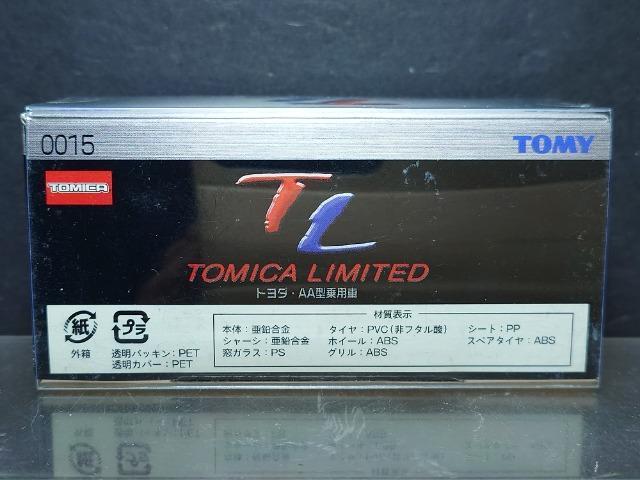 0015
TOMY
TOMICA
TL
TOMICA LIMITED
トヨダ・AA型乗用車
材質表示
紙
外箱
プラ
透明パッキン:PET
透明カバー:PET
本体:亜鉛合金
シャーシ:亜鉛合金
窓ガラス:PS
タイヤ:PVC(非フタル酸)
ホイール:ABS
グリル:ABS
シート:PP
スペアタイヤ:ABS